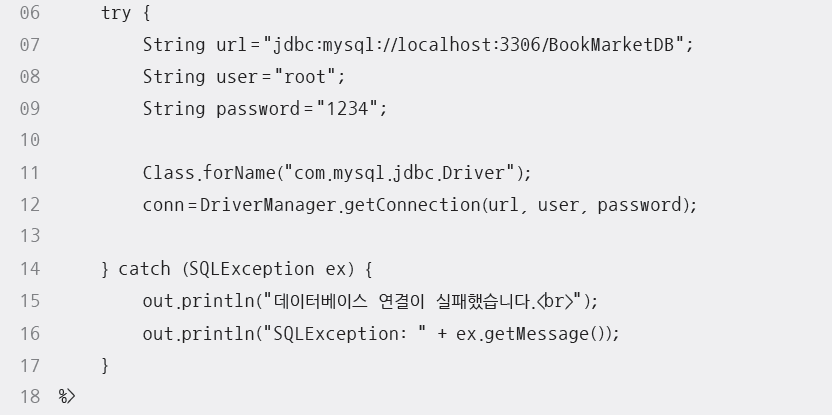 06 try {
07 String url="jdbc:mysql://localhost:3306/BookMarketDB";
08 String user="root";
09 String password="1234";
10
11 Class.forName("com.mysql.jdbc.Driver");
12 conn=DriverManager.getConnection(url, user, password);
13
14 } catch (SQLException ex) {
15 out.println("데이터베이스 연결이 실패했습니다.<br>");
16 out.println("SQLException: " + ex.getMessage());
17 }
18 %>